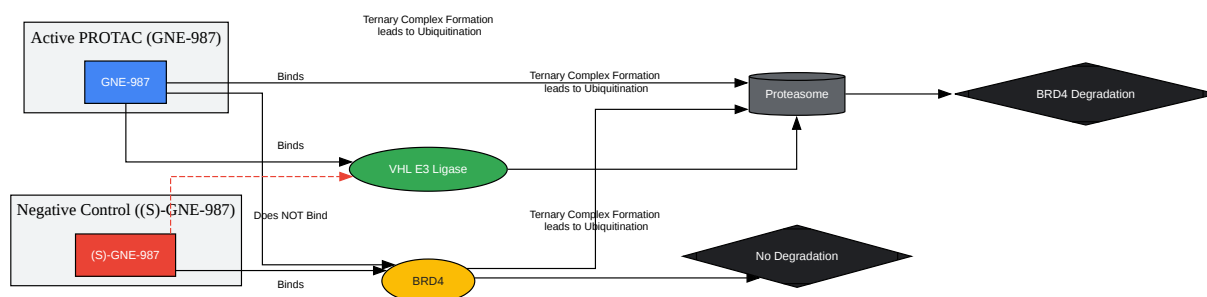 Ternary Complex Formation
leads to Ubiquitination
Active PROTAC (GNE-987)
GNE-987
Binds
Ternary Complex Formation
leads to Ubiquitination
Proteasome
BRD4 Degradation
Binds
VHL E3 Ligase
Negative Control ((S)-GNE-987)
Does NOT Bind
Ternary Complex Formation
leads to Ubiquitination
(S)-GNE-987
No Degradation
BRD4
Binds